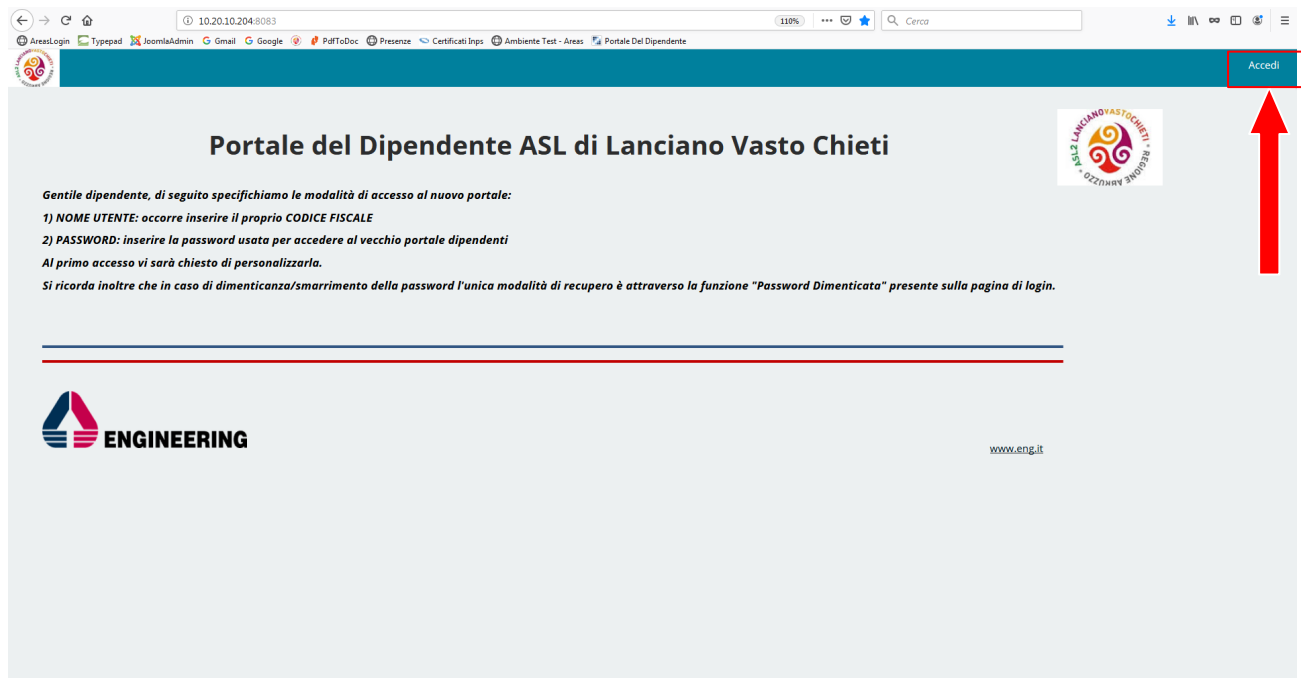 10.20.10.204:8083
110%
Cerca
AreasLogin Typepad JoomlaAdmin Gmail Google PdfToDoc Presenze Certificati Inps Ambiente Test - Areas Portale Del Dipendente
Accedi
ASL2 LANCIANOVASTOCHIETI • REGIONE ABRUZZO
Portale del Dipendente ASL di Lanciano Vasto Chieti
Gentile dipendente, di seguito specifichiamo le modalità di accesso al nuovo portale:
1) NOME UTENTE: occorre inserire il proprio CODICE FISCALE
2) PASSWORD: inserire la password usata per accedere al vecchio portale dipendenti
Al primo accesso vi sarà chiesto di personalizzarla.
Si ricorda inoltre che in caso di dimenticanza/smarrimento della password l'unica modalità di recupero è attraverso la funzione "Password Dimenticata" presente sulla pagina di login.
ENGINEERING
www.eng.it